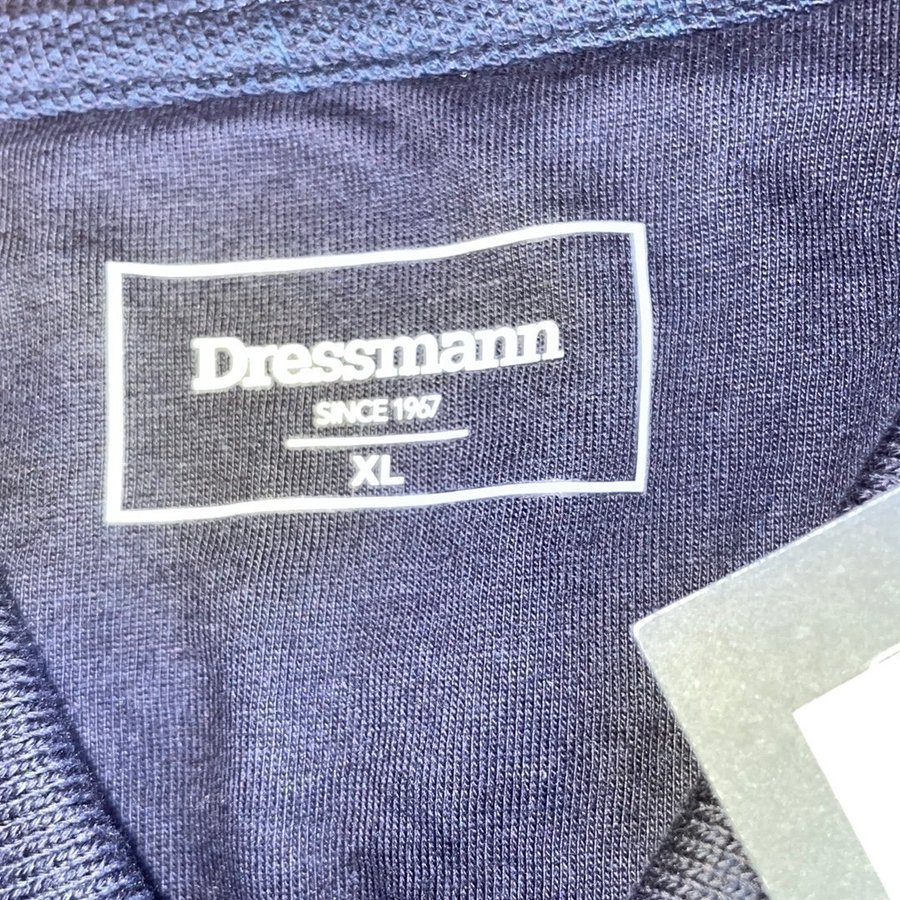 Dressmann
SINCE 1967
XL